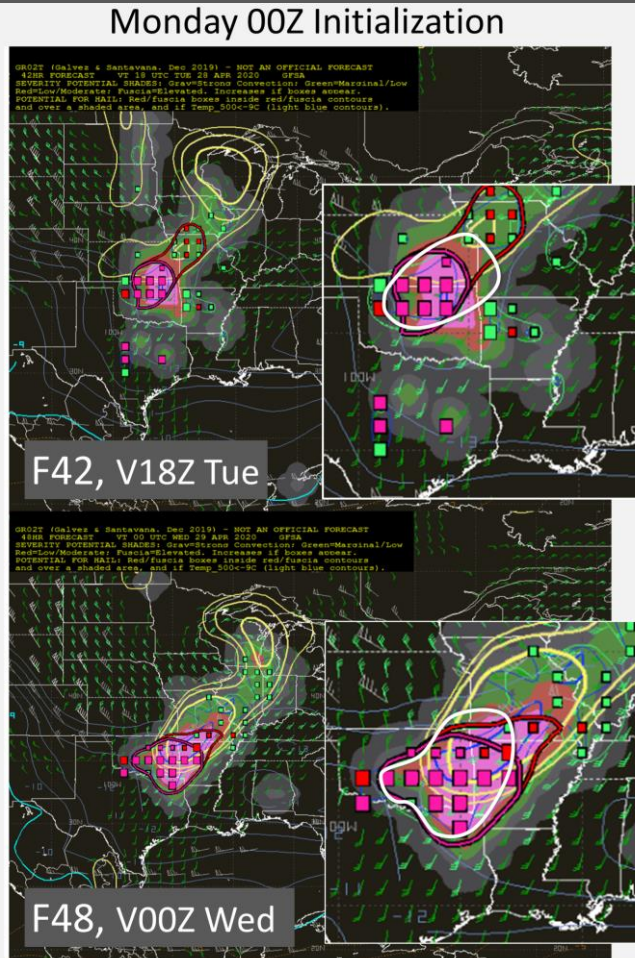 Monday 00Z Initialization
GR02T (Galvez & Santavana. Dec 2019) - NOT AN OFFICIAL FORECAST
42HR FORECAST VT 18 UTC TUE 28 APR 2020 GFSA
SEVERITY POTENTIAL SHADES: Gray=Strong Convection; Green=Marginal/Low
Red=Low/Moderate; Fuscia=Elevated. Increases if boxes appear.
POTENTIAL FOR HAIL: Red/fuscia boxes inside red/fuscia contours
and over a shaded area, and if Temp_500<-9C (light blue contours).
F42, V18Z Tue
GR02T (Galvez & Santavana. Dec 2019) - NOT AN OFFICIAL FORECAST
48HR FORECAST VT 00 UTC WED 29 APR 2020 GFSA
SEVERITY POTENTIAL SHADES: Gray=Strong Convection; Green=Marginal/Low
Red=Low/Moderate; Fuscia=Elevated. Increases if boxes appear.
POTENTIAL FOR HAIL: Red/fuscia boxes inside red/fuscia contours
and over a shaded area, and if Temp_500<-9C (light blue contours).
F48, V00Z Wed